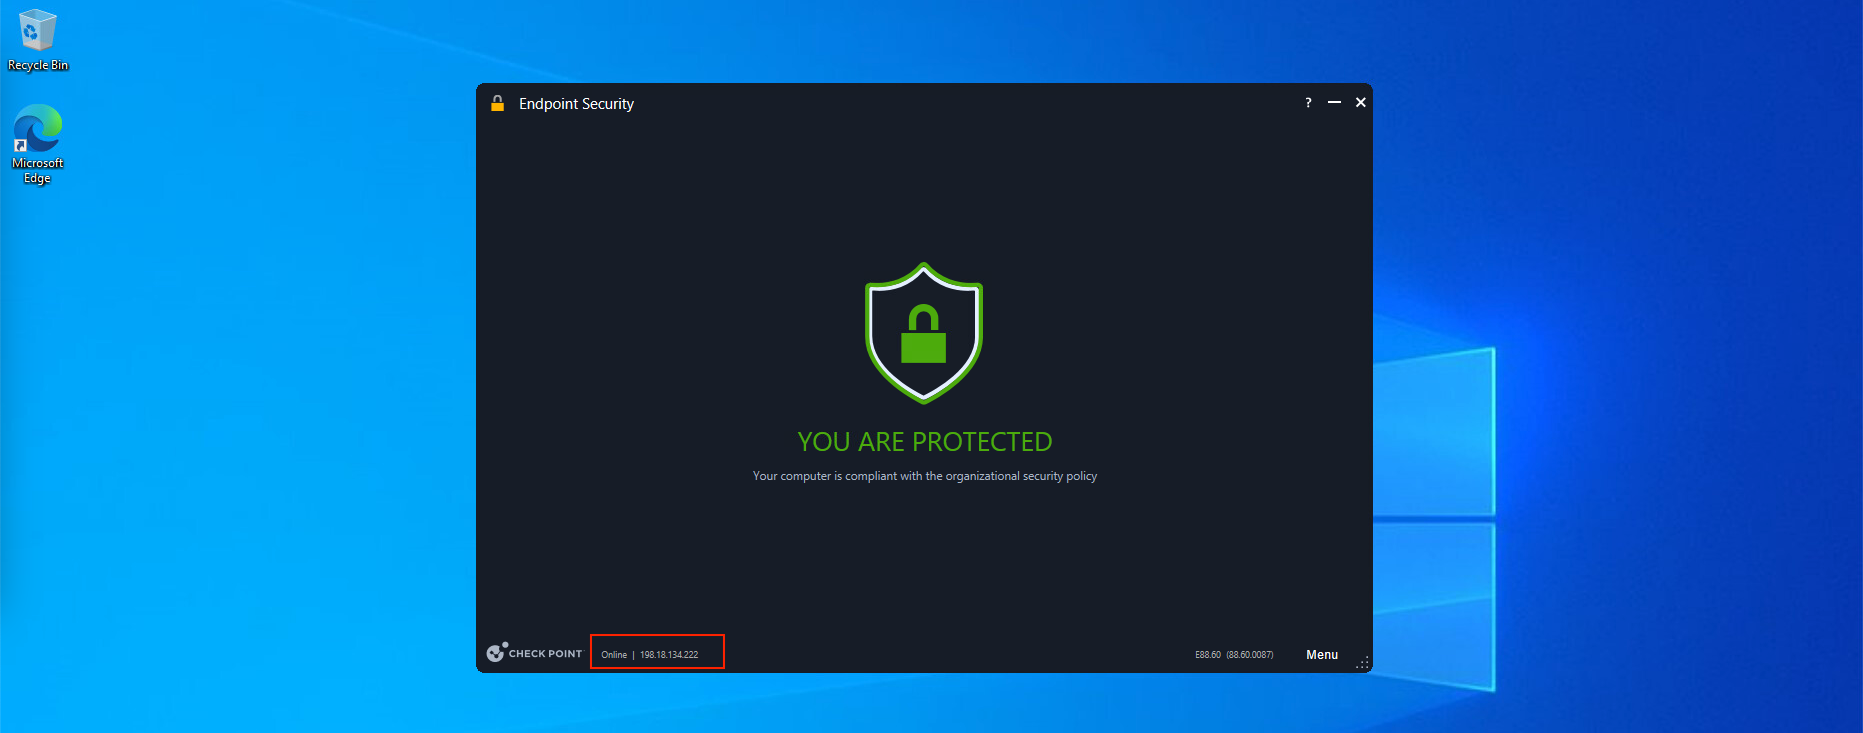 Recycle Bin
Microsoft
Edge
Endpoint Security
?
YOU ARE PROTECTED
Your computer is compliant with the organizational security policy
CHECK POINT
Online | 198.18.134.222
E88.60 (88.60.0087)
Menu